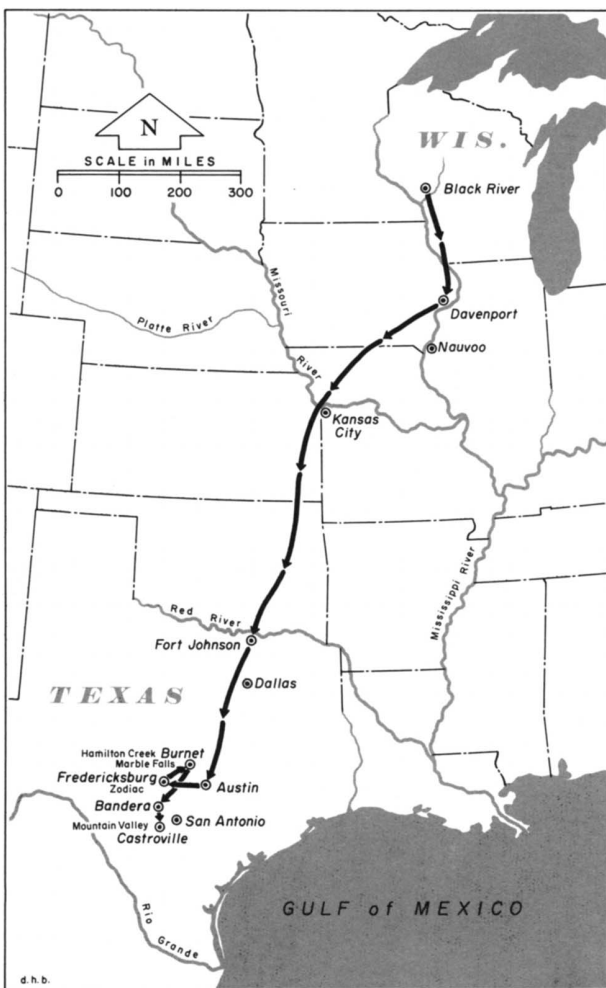 N
SCALE in MILES
0 100 200 300
WIS.
Black River
Missouri
River
Platte River
Davenport
Nauvoo
Kansas
City
Mississippi River
Red River
Fort Johnson
Dallas
TEXAS
Hamilton Creek Burnet
Marble Falls
Fredericksburg
Zodiac
Austin
Bandera
San Antonio
Mountain Valley
Castroville
Rio Grande
GULF of MEXICO
d.h.b.